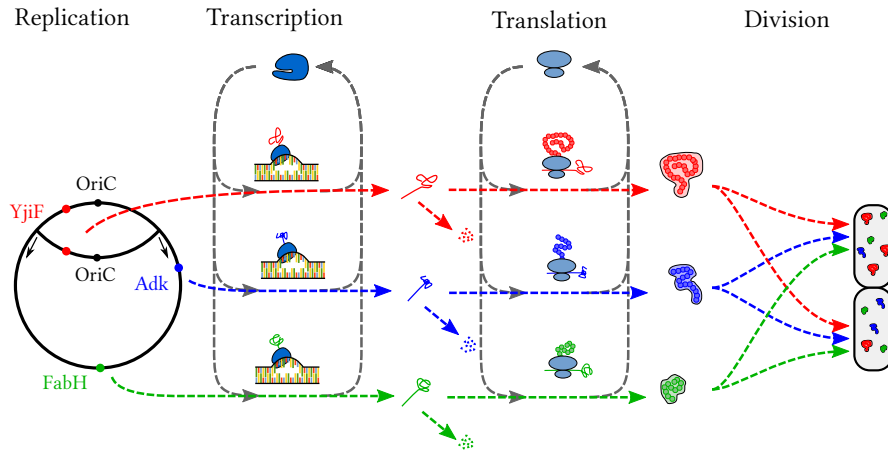 Replication
Transcription
Translation
Division
OriC
YjiF
OriC
Adk
FabH